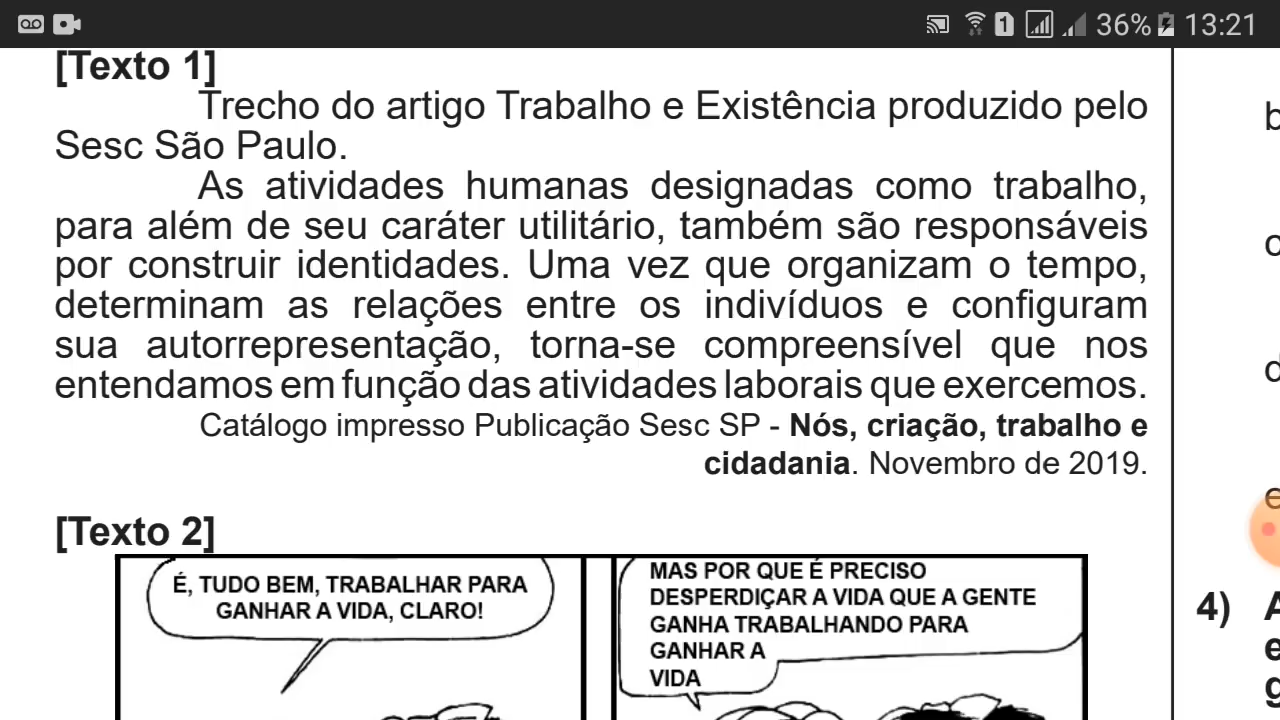 36% 13:21
[Texto 1]
Trecho do artigo Trabalho e Existência produzido pelo
Sesc São Paulo.
As atividades humanas designadas como trabalho,
para além de seu caráter utilitário, também são responsáveis
por construir identidades. Uma vez que organizam o tempo,
determinam as relações entre os indivíduos e configuram
sua autorrepresentação, torna-se compreensível que nos
entendamos em função das atividades laborais que exercemos.
Catálogo impresso Publicação Sesc SP - Nós, criação, trabalho e
cidadania. Novembro de 2019.
[Texto 2]
É, TUDO BEM, TRABALHAR PARA
GANHAR A VIDA, CLARO!
MAS POR QUE É PRECISO
DESPERDIÇAR A VIDA QUE A GENTE
GANHA TRABALHANDO PARA
GANHAR A
VIDA
4)